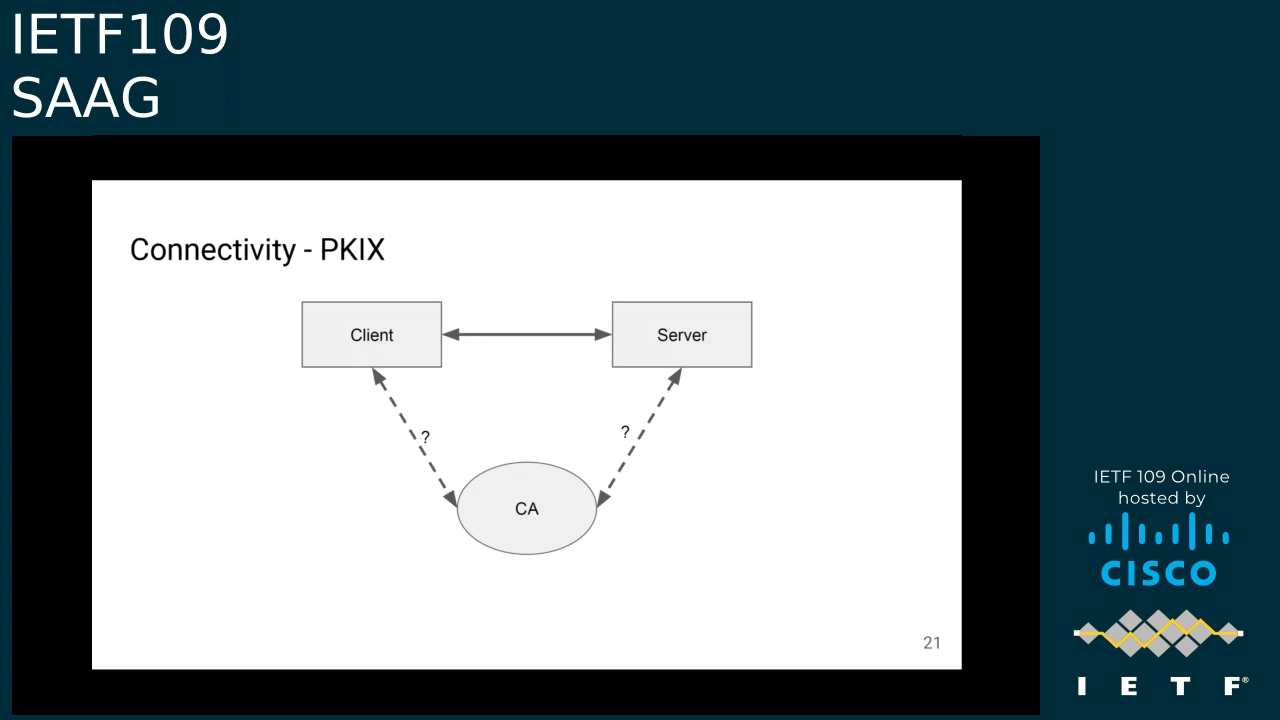 IETF109
SAAG
Connectivity - PKIX
Client
Server
?
?
CA
21
IETF 109 Online
hosted by
CISCO
I E T F®